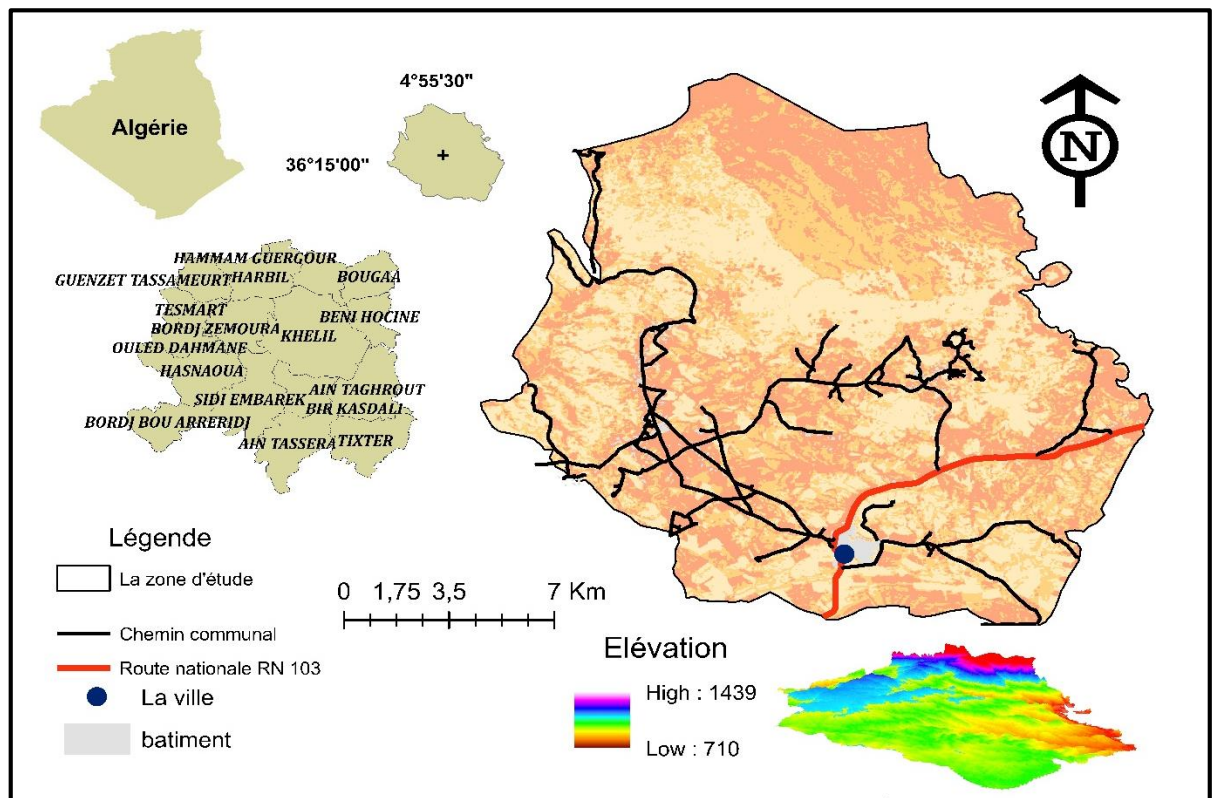 4°55'30"
Algérie
36°15'00"
N
HAMMAM GUERGOUR
GUENZET TASSAMEURT HARBIL BOUGAA
TESMART
BENI HOCINE
BORDJ ZEMOURA
KHELIL
OULED DAHMANE
HASNAOUA
AIN TAGHROUT
SIDI EMBAREK
BIR KASDALI
BORDJ BOU ARRERIDJ
AIN TASSERA TIXTER
Légende
La zone d'étude
Chemin communal
Route nationale RN 103
La ville
batiment
0 1,75 3,5 7 Km
Elévation
High : 1439
Low : 710